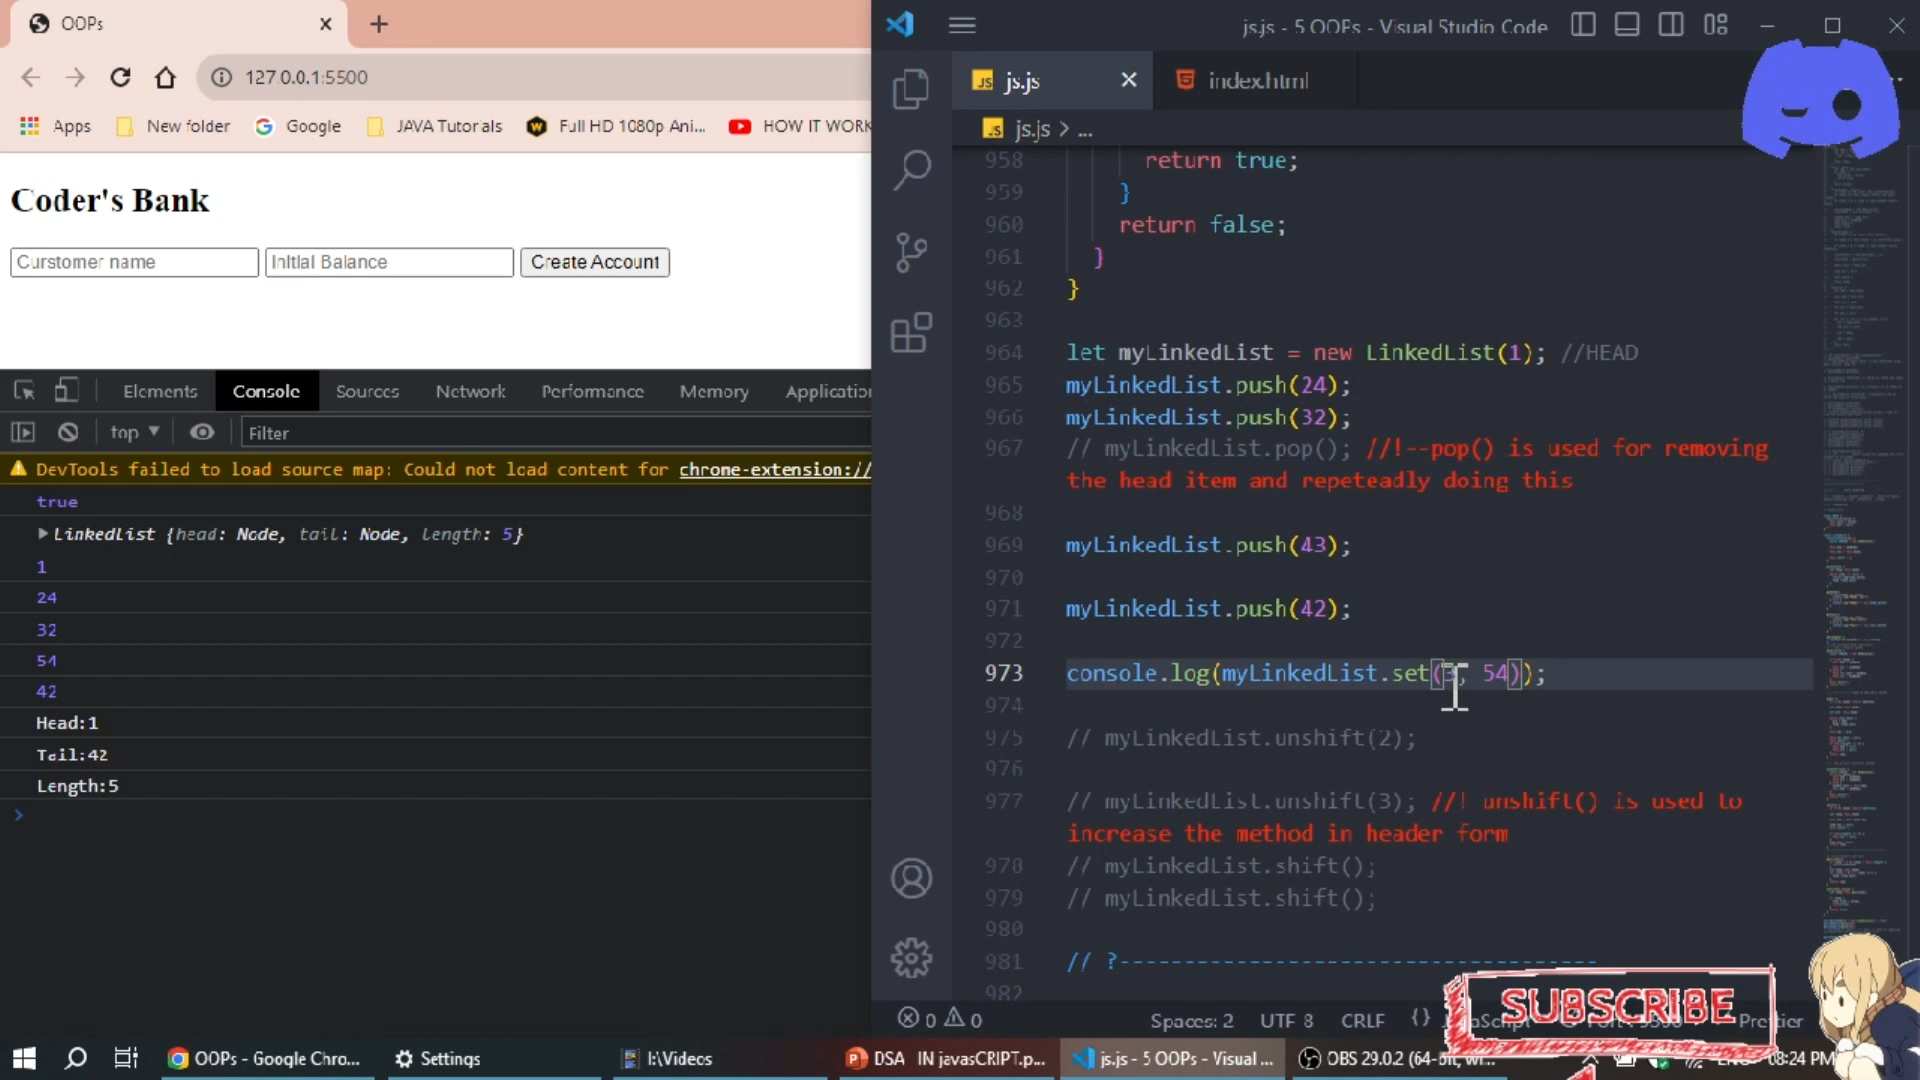 OOPs
127.0.0.1:5500
Apps New folder Google JAVA Tutorials Full HD 1080p Ani... HOW IT WORK
Coder's Bank
Curstomer name Initial Balance Create Account
Elements Console Sources Network Performance Memory Application
top ▼ Filter
DevTools failed to load source map: Could not load content for chrome-extension://
true
▶LinkedList {head: Node, tail: Node, length: 5}
1
24
32
54
42
Head:1
Tail:42
Length:5
js.js - 5 OOPs - Visual Studio Code
JS js.js index.html
JS js.js > ...
958 return true;
959 }
960 return false;
961 }
962 }
963
964 let myLinkedList = new LinkedList(1); //HEAD
965 myLinkedList.push(24);
966 myLinkedList.push(32);
967 // myLinkedList.pop(); //!--pop() is used for removing
the head item and repeteadly doing this
968
969 myLinkedList.push(43);
970
971 myLinkedList.push(42);
972
973 console.log(myLinkedList.set(3, 54));
974
975 // myLinkedList.unshift(2);
976
977 // myLinkedList.unshift(3); //! unshift() is used to
increase the method in header form
978 // myLinkedList.shift();
979 // myLinkedList.shift();
980
981 // ?-------------------------------------
982
SUBSCRIBE
0 0 Spaces: 2 UTF-8 CRLF {} Prettier
OOPs - Google Chro... Settings I:\Videos DSA IN javasCRIPT.p... js.js - 5 OOPs - Visual ... OBS 29.0.2 (64-bit, wi... 08:24 PM